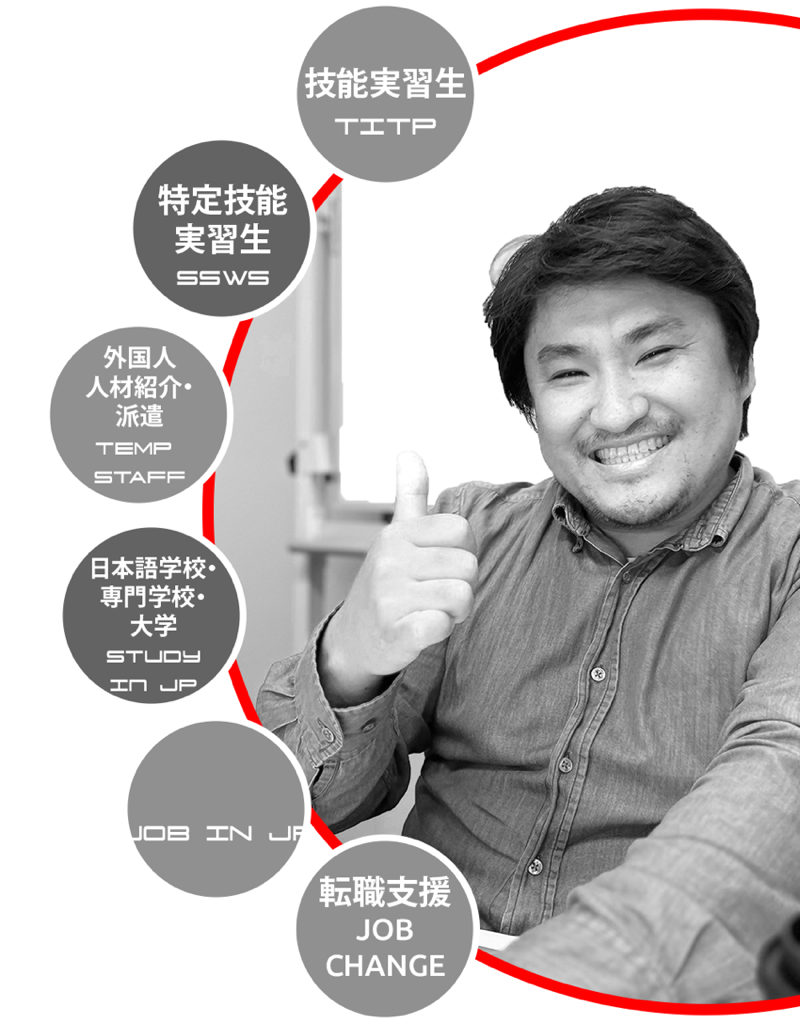 技能実習生
TITP
特定技能
実習生
SSWS
外国人
人材紹介・
派遣
TEMP
STAFF
日本語学校・
専門学校・
大学
STUDY
IN JP
JOB IN JP
転職支援
JOB
CHANGE